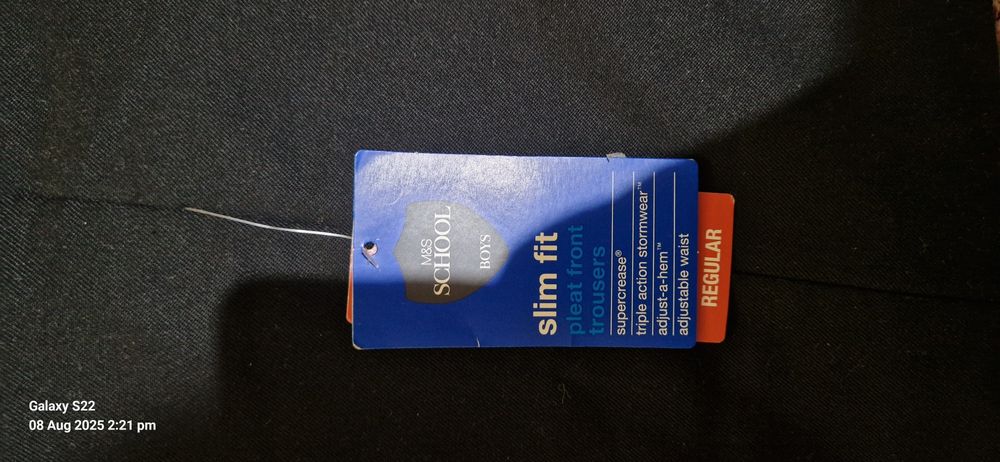 M&S
SCHOOL
BOYS
slim fit
pleat front
trousers
supercrease®
triple action stormwear™
adjust-a-hem™
adjustable waist
REGULAR
Galaxy S22
08 Aug 2025 2:21 pm